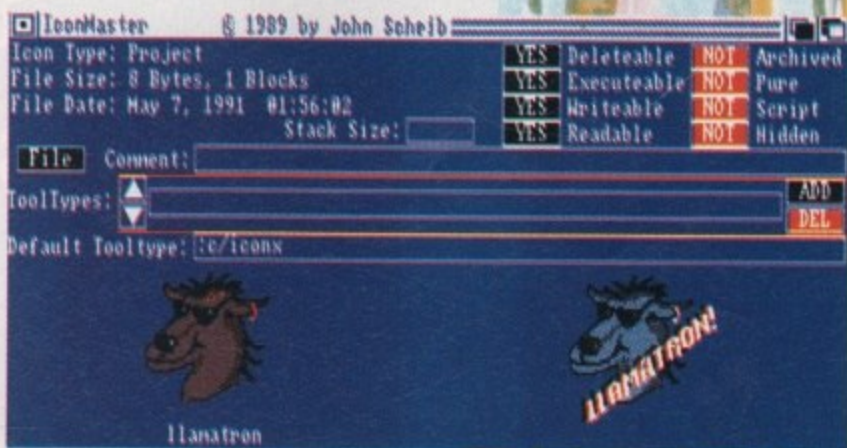 IconMaster © 1989 by John Scheib
Icon Type: Project
File Size: 8 Bytes, 1 Blocks
File Date: May 7, 1991 01:56:02
Stack Size:
YES Deleteable NOT Archived
YES Executeable NOT Pure
YES Writeable NOT Script
YES Readable NOT Hidden
File Comment:
ToolTypes:
ADD
DEL
Default Tooltype: :c/iconx
LLAMATRON!
llamatron